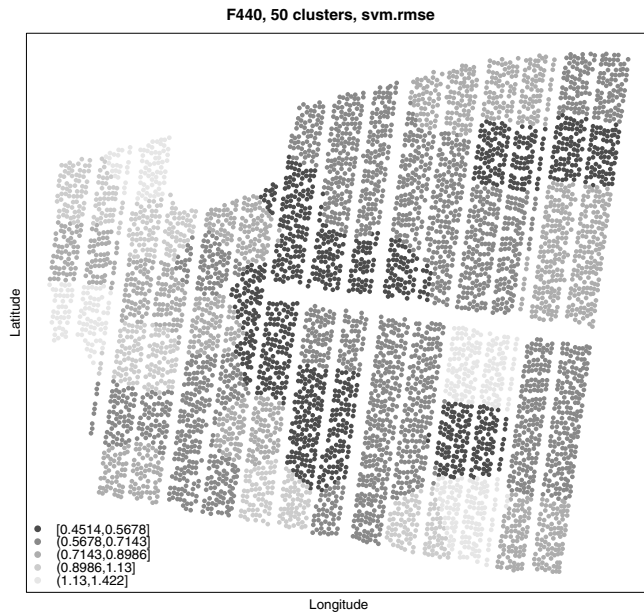 F440, 50 clusters, svm.rmse
Latitude
[0.4514,0.5678]
(0.5678,0.7143]
(0.7143,0.8986]
(0.8986,1.13]
(1.13,1.422]
Longitude